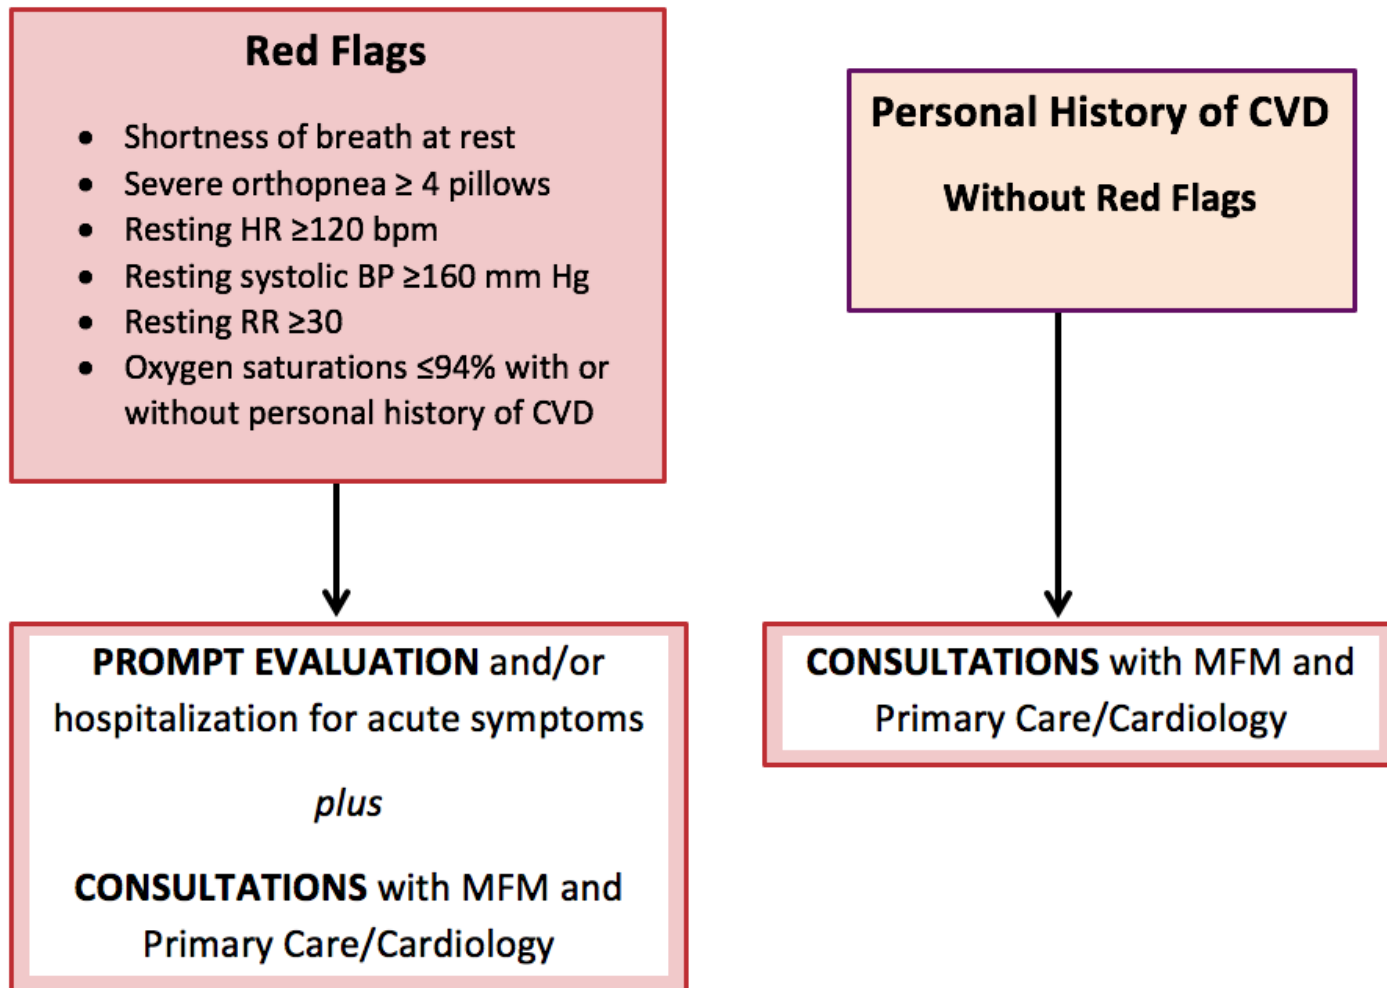 Red Flags
• Shortness of breath at rest
• Severe orthopnea ≥ 4 pillows
• Resting HR ≥120 bpm
• Resting systolic BP ≥160 mm Hg
• Resting RR ≥30
• Oxygen saturations ≤94% with or
without personal history of CVD
Personal History of CVD
Without Red Flags
PROMPT EVALUATION and/or
hospitalization for acute symptoms
plus
CONSULTATIONS with MFM and
Primary Care/Cardiology
CONSULTATIONS with MFM and
Primary Care/Cardiology